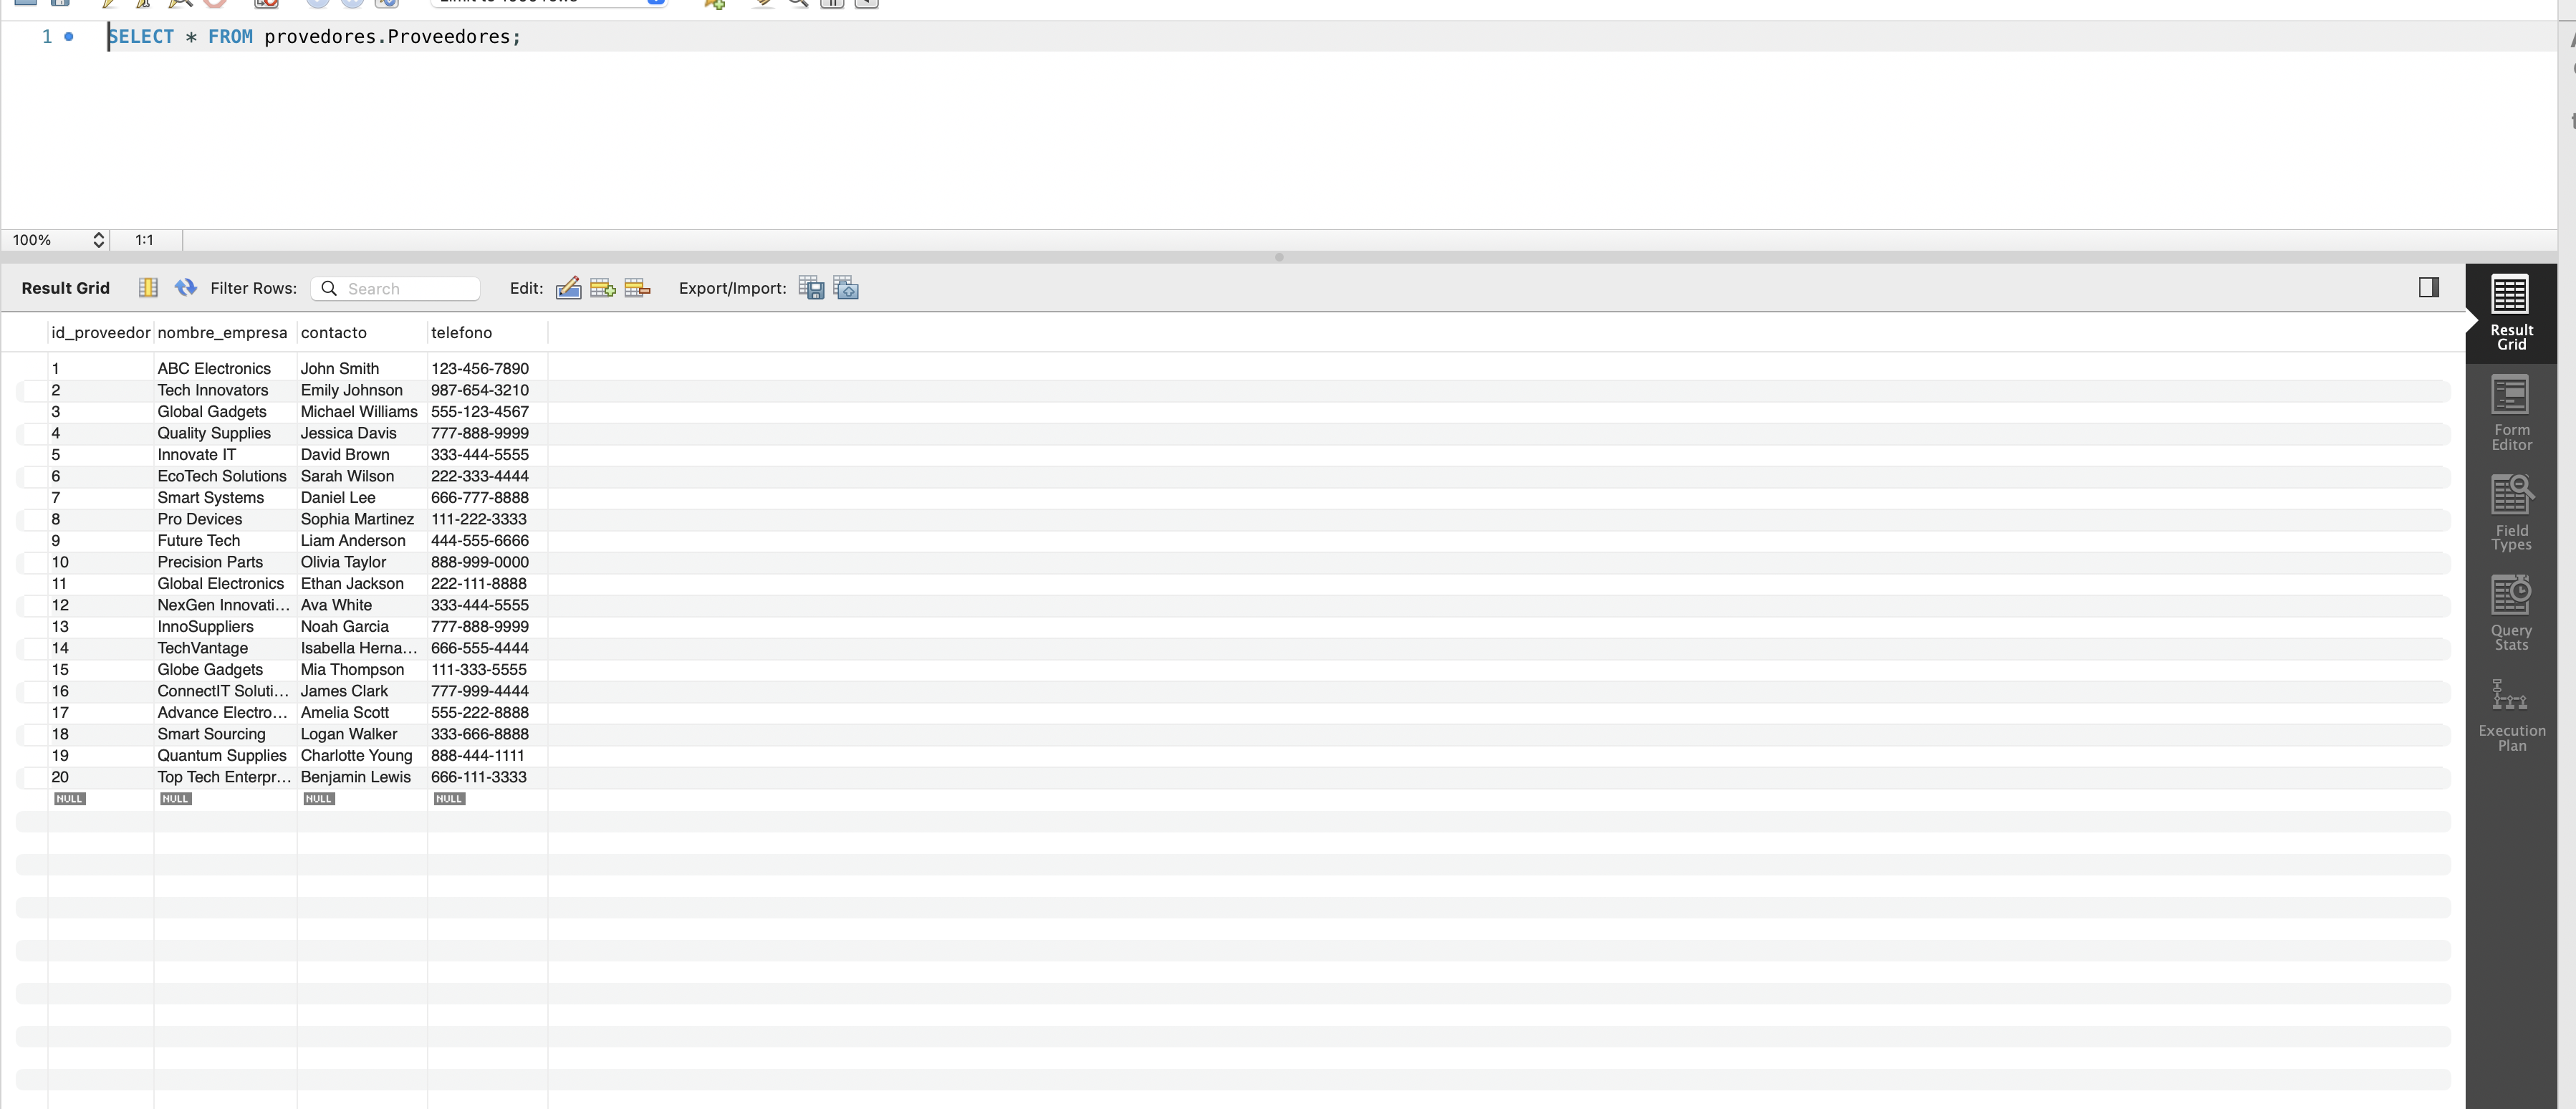 1 SELECT * FROM provedores.Proveedores;
100% 1:1
Result Grid Filter Rows: Search Edit: Export/Import:
id_proveedor nombre_empresa contacto telefono
1 ABC Electronics John Smith 123-456-7890
2 Tech Innovators Emily Johnson 987-654-3210
3 Global Gadgets Michael Williams 555-123-4567
4 Quality Supplies Jessica Davis 777-888-9999
5 Innovate IT David Brown 333-444-5555
6 EcoTech Solutions Sarah Wilson 222-333-4444
7 Smart Systems Daniel Lee 666-777-8888
8 Pro Devices Sophia Martinez 111-222-3333
9 Future Tech Liam Anderson 444-555-6666
10 Precision Parts Olivia Taylor 888-999-0000
11 Global Electronics Ethan Jackson 222-111-8888
12 NexGen Innovati... Ava White 333-444-5555
13 InnoSuppliers Noah Garcia 777-888-9999
14 TechVantage Isabella Herna... 666-555-4444
15 Globe Gadgets Mia Thompson 111-333-5555
16 ConnectIT Soluti... James Clark 777-999-4444
17 Advance Electro... Amelia Scott 555-222-8888
18 Smart Sourcing Logan Walker 333-666-8888
19 Quantum Supplies Charlotte Young 888-444-1111
20 Top Tech Enterpr... Benjamin Lewis 666-111-3333
NULL NULL NULL NULL
Result
Grid
Form
Editor
Field
Types
Query
Stats
Execution
Plan